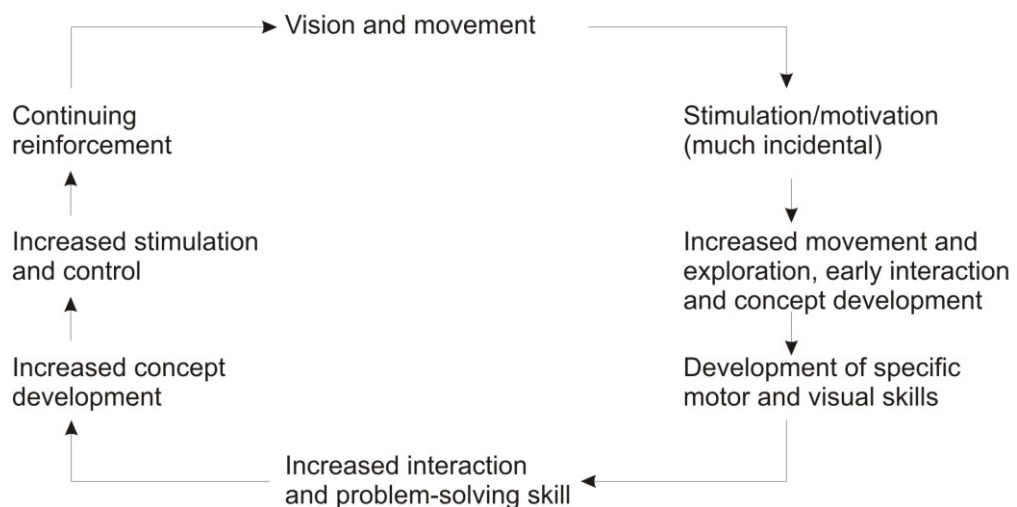 Vision and movement
Stimulation/motivation
(much incidental)
Increased movement and
exploration, early interaction
and concept development
Development of specific
motor and visual skills
Increased interaction
and problem-solving skill
Increased concept
development
Increased stimulation
and control
Continuing
reinforcement